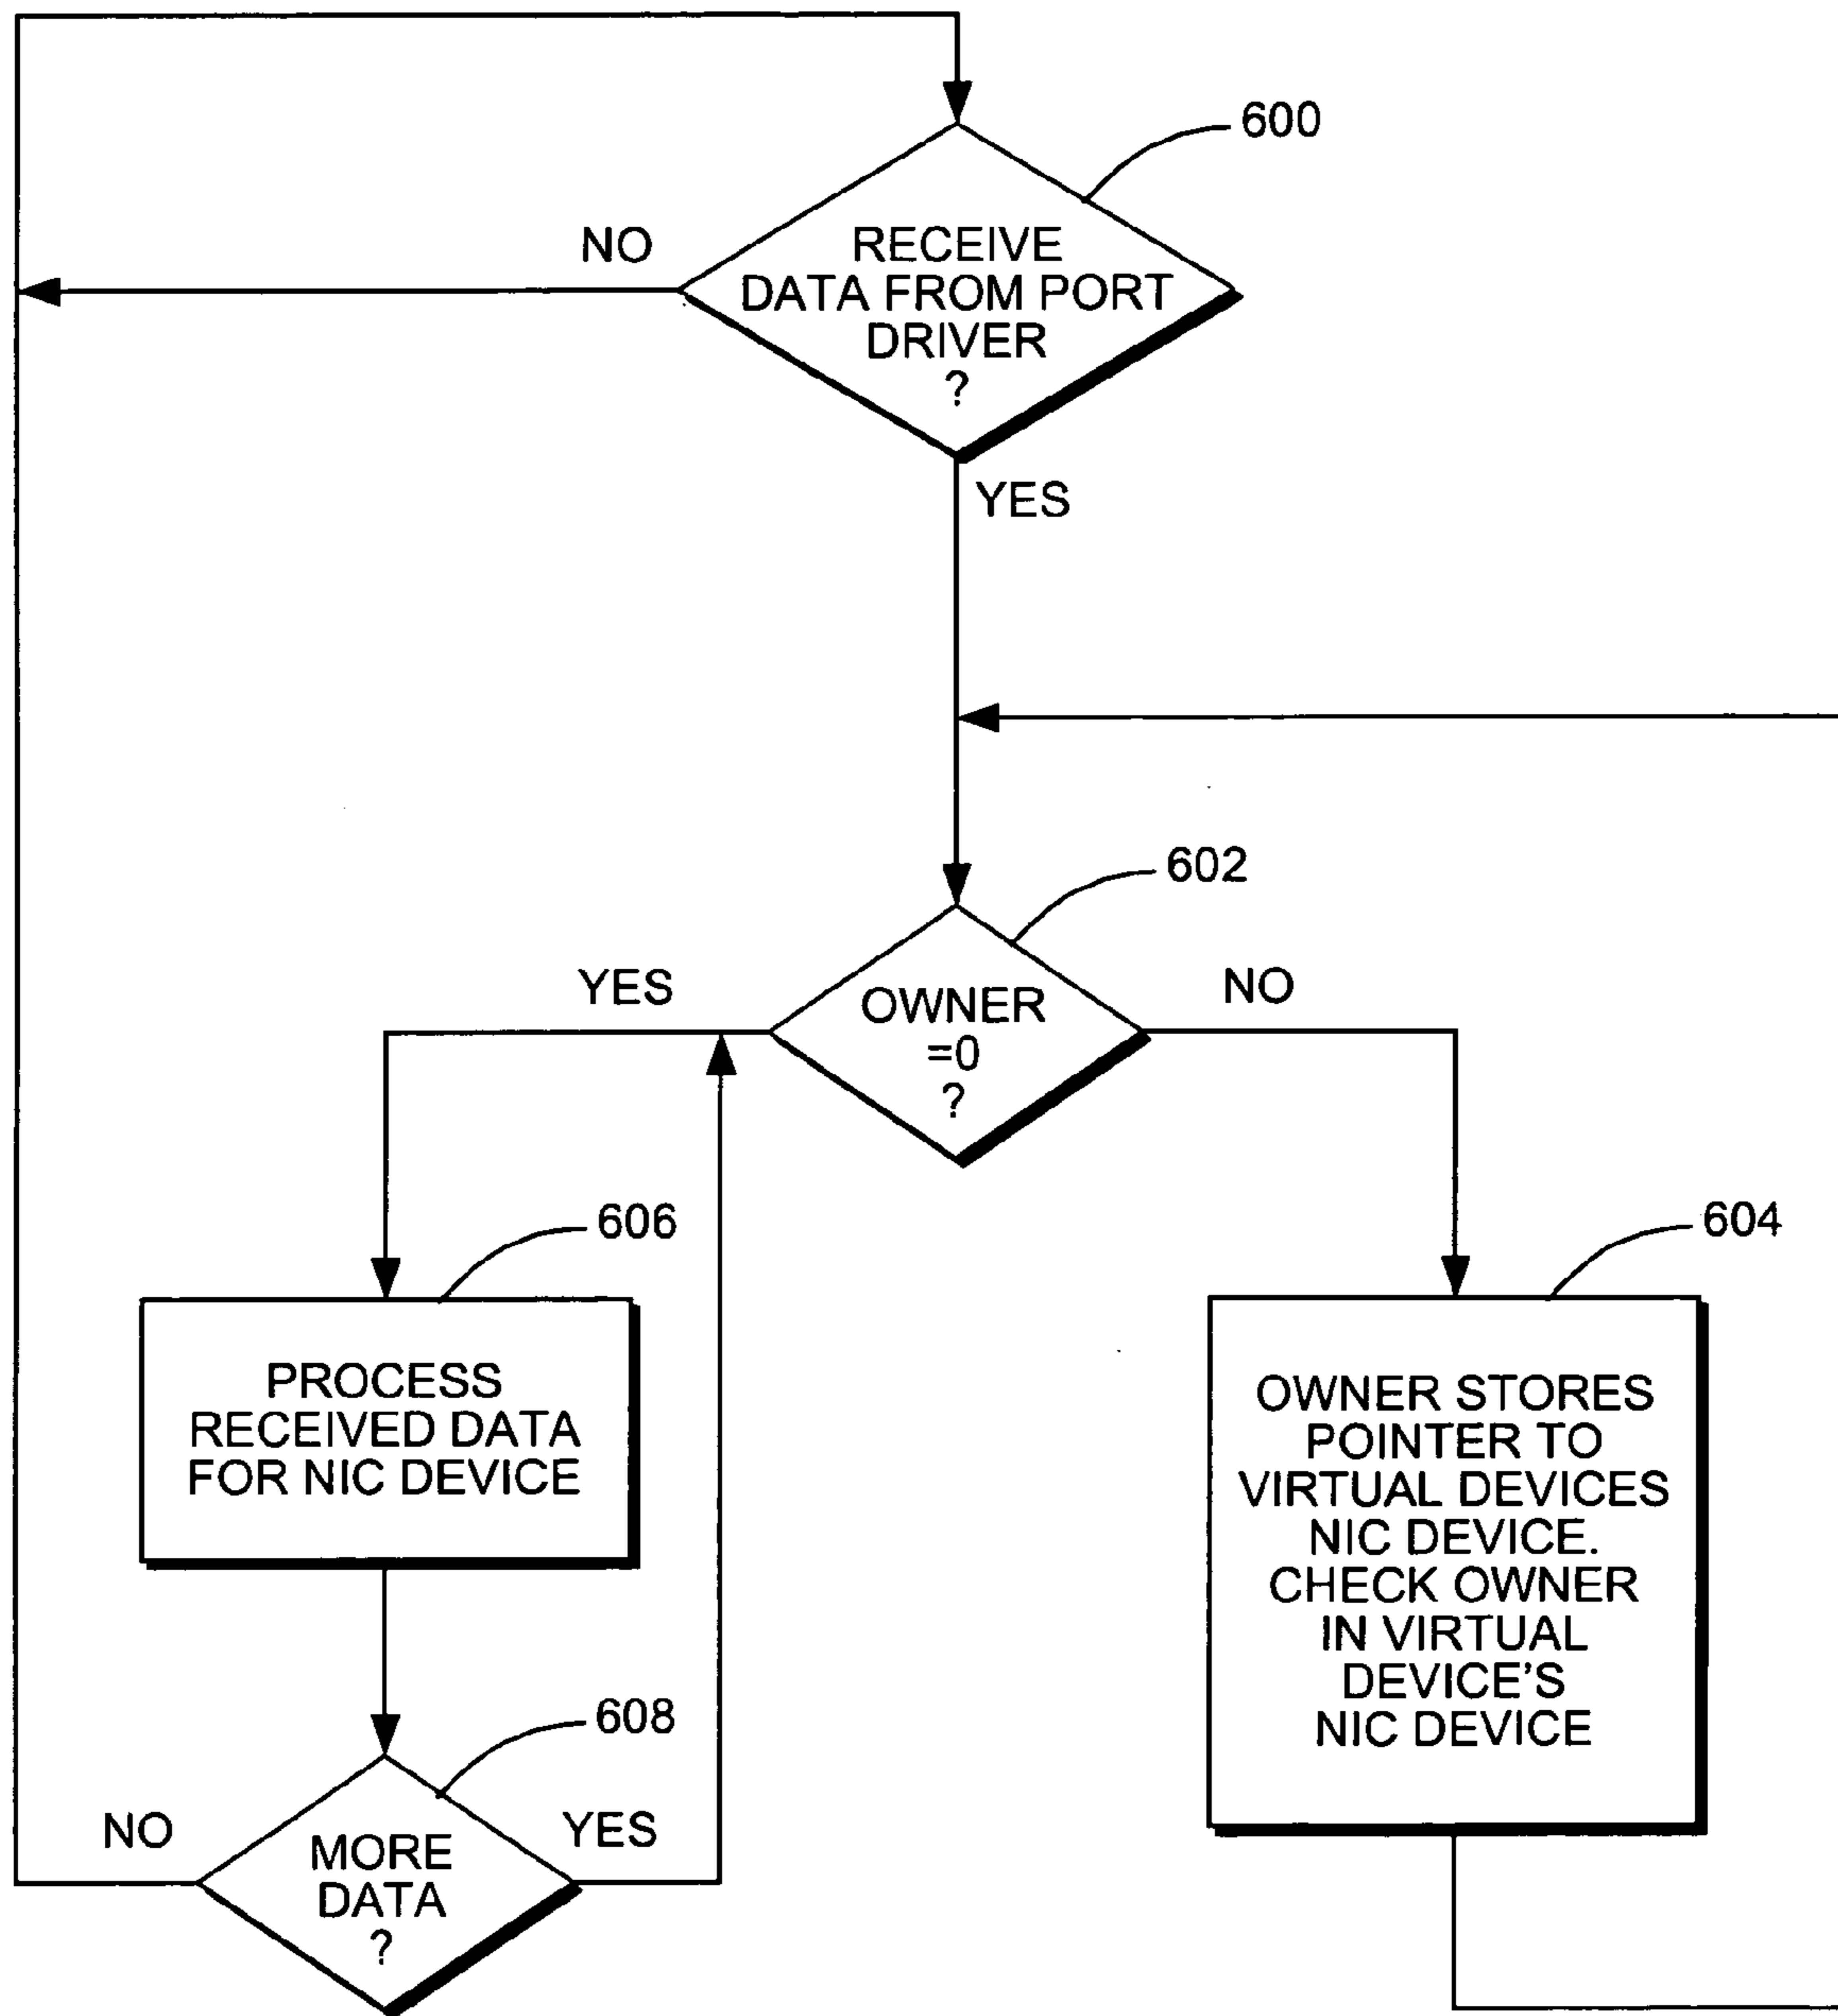 600
NO
RECEIVE
DATA FROM PORT
DRIVER
?
YES
602
YES
NO
OWNER
=0
?
606
604
PROCESS
RECEIVED DATA
FOR NIC DEVICE
OWNER STORES
POINTER TO
VIRTUAL DEVICES
NIC DEVICE.
CHECK OWNER
IN VIRTUAL
DEVICE'S
NIC DEVICE
608
NO
YES
MORE
DATA
?